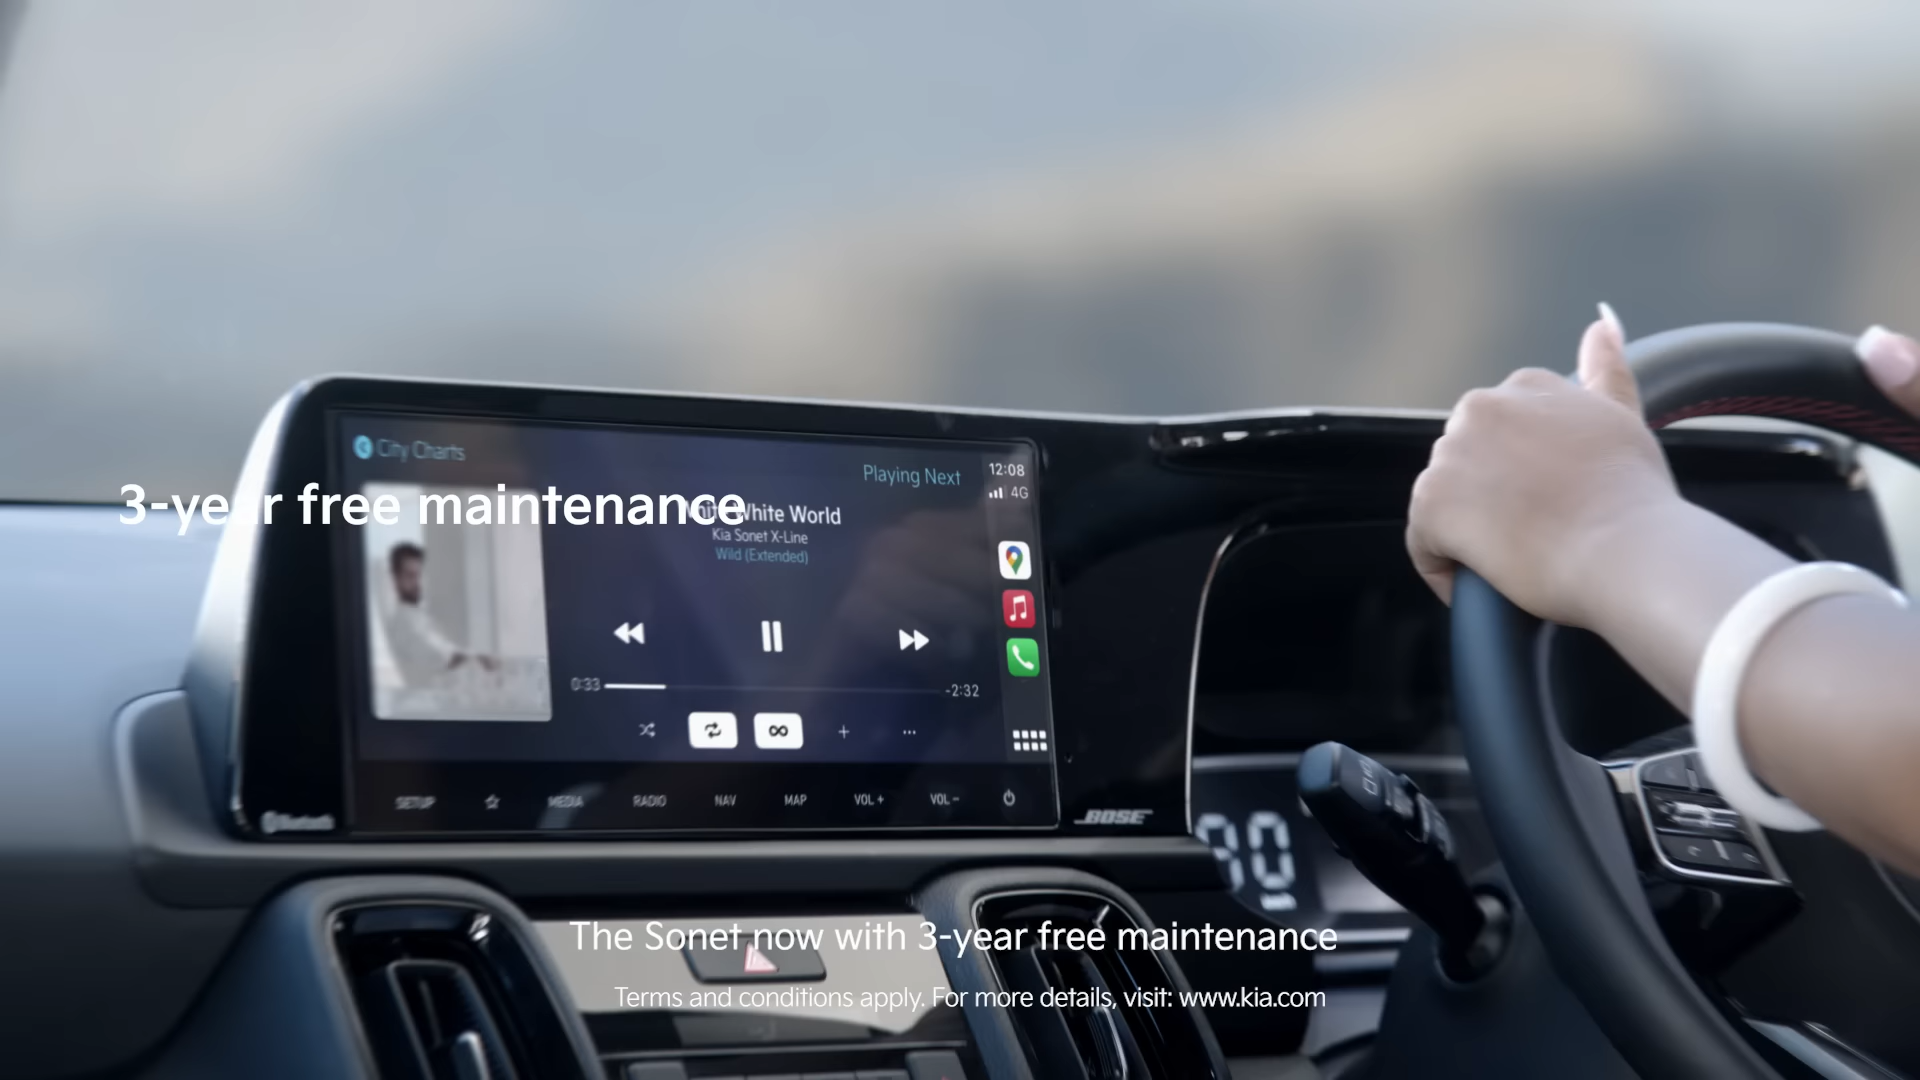 City Charts
Playing Next
12:08
4G
3-year free maintenance
White World
Kia Sonet X-Line
Wild (Extended)
0:33
-2:32
SETUP
MEDIA
RADIO
NAV
MAP
VOL +
VOL -
Bluetooth
BOSE
The Sonet now with 3-year free maintenance
Terms and conditions apply. For more details, visit: www.kia.com